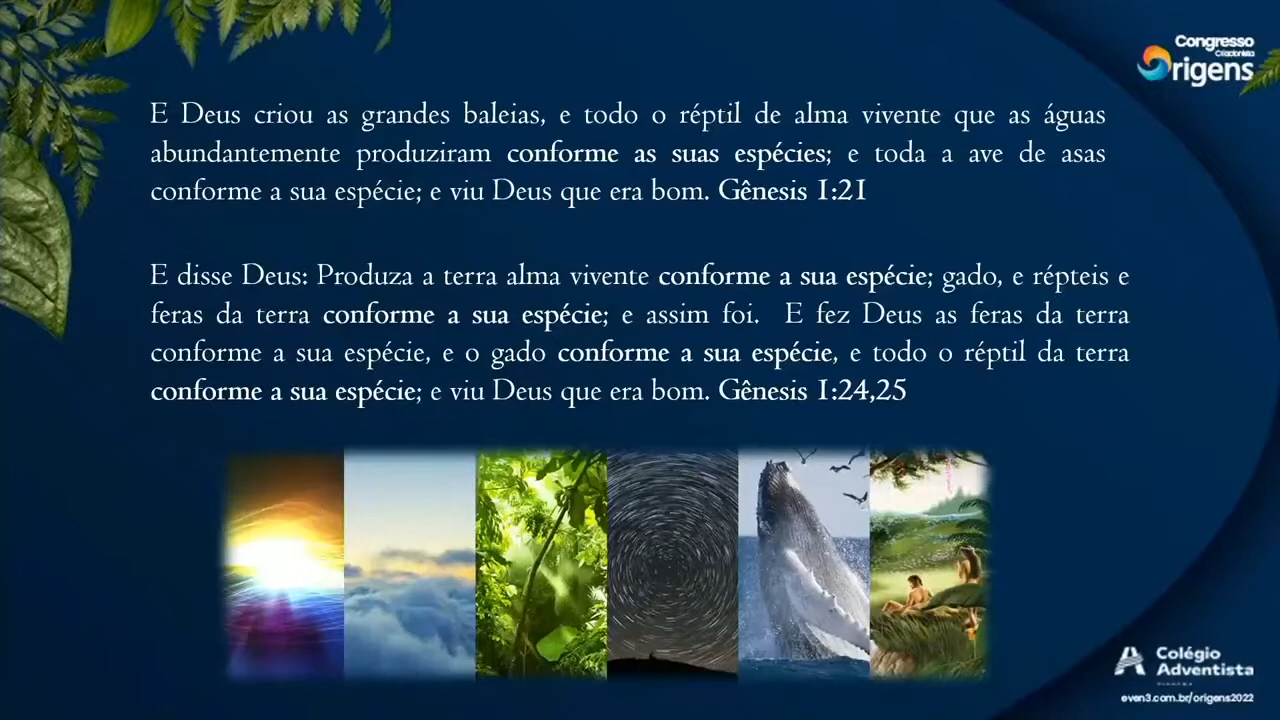 Congresso
Criacionista
Origens
E Deus criou as grandes baleias, e todo o réptil de alma vivente que as águas
abundantemente produziram conforme as suas espécies; e toda a ave de asas
conforme a sua espécie; e viu Deus que era bom. Gênesis 1:21
E disse Deus: Produza a terra alma vivente conforme a sua espécie; gado, e répteis e
feras da terra conforme a sua espécie; e assim foi. E fez Deus as feras da terra
conforme a sua espécie, e o gado conforme a sua espécie, e todo o réptil da terra
conforme a sua espécie; e viu Deus que era bom. Gênesis 1:24,25
Colégio
Adventista
even3.com.br/origens2022